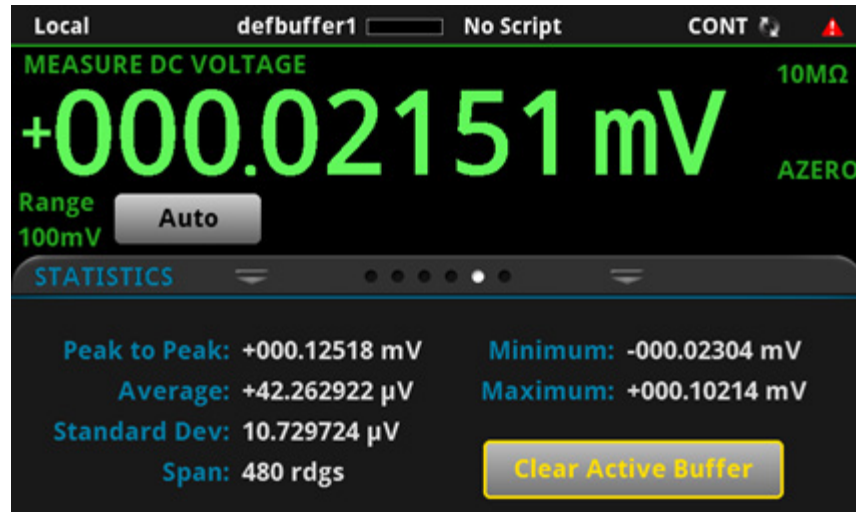 Local defbuffer1 No Script CONT
MEASURE DC VOLTAGE
10MΩ
+000.02151 mV
AZERO
Range
100mV
Auto
STATISTICS
Peak to Peak: +000.12518 mV
Minimum: -000.02304 mV
Average: +42.262922 µV
Maximum: +000.10214 mV
Standard Dev: 10.729724 µV
Span: 480 rdgs
Clear Active Buffer